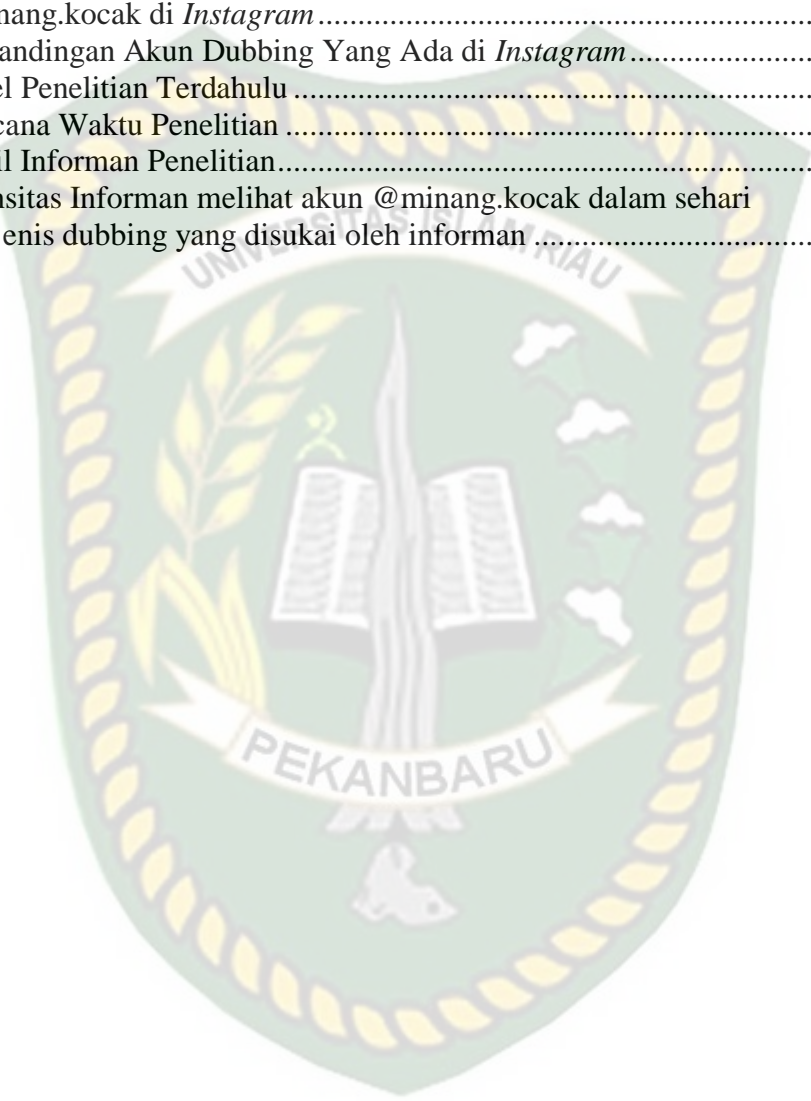 nang.kocak di Instagram........................................................................
andingan Akun Dubbing Yang Ada di Instagram.....................
el Penelitian Terdahulu........................................................................
cana Waktu Penelitian........................................................................
il Informan Penelitian........................................................................
nsitas Informan melihat akun @minang.kocak dalam sehari
enis dubbing yang disukai oleh informan........................................
UNIVERSITAS ISLAM RIAU
PEKANBARU